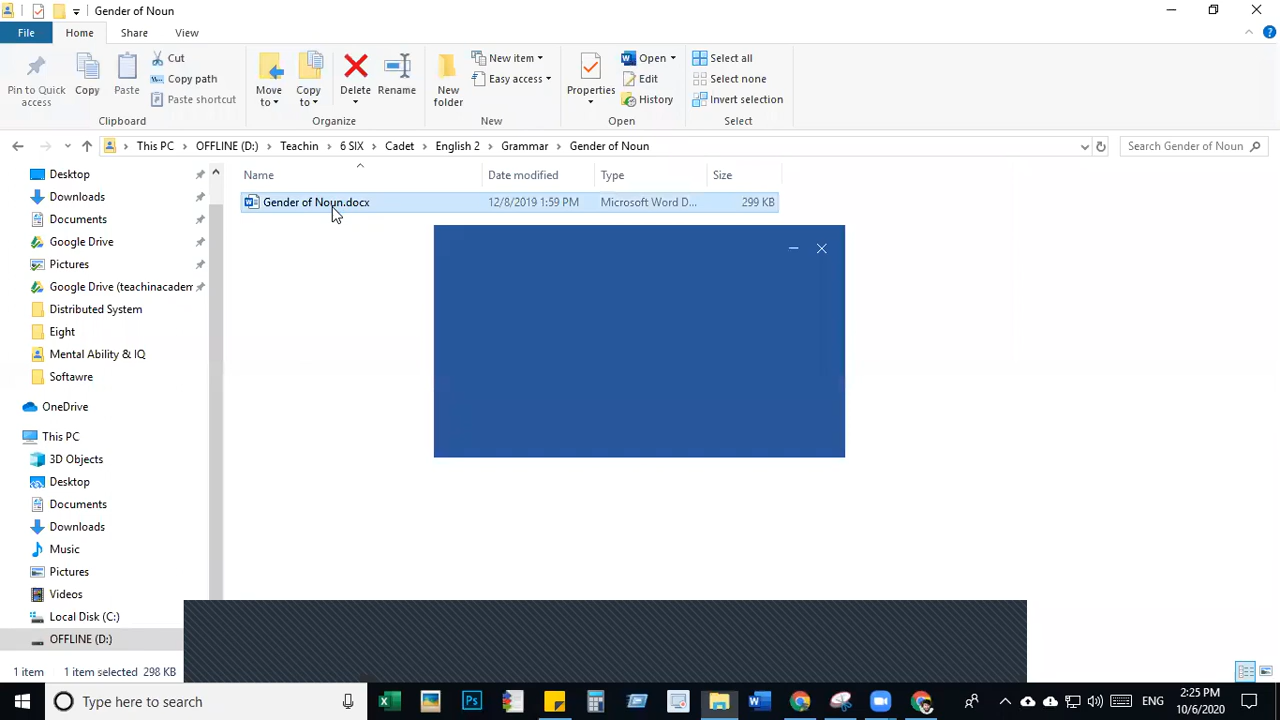 Gender of Noun
File Home Share View
Pin to Quick access
Copy
Paste
Cut
Copy path
Paste shortcut
Clipboard
Move to
Copy to
Delete
Rename
Organize
New folder
New item
Easy access
New
Properties
Open
Edit
History
Open
Select all
Select none
Invert selection
Select
This PC OFFLINE (D:) Teachin 6 SIX Cadet English 2 Grammar Gender of Noun
Search Gender of Noun
Name Date modified Type Size
Gender of Noun.docx 12/8/2019 1:59 PM Microsoft Word D... 299 KB
Desktop
Downloads
Documents
Google Drive
Pictures
Google Drive (teachinacadem
Distributed System
Eight
Mental Ability & IQ
Softawre
OneDrive
This PC
3D Objects
Desktop
Documents
Downloads
Music
Pictures
Videos
Local Disk (C:)
OFFLINE (D:)
1 item 1 item selected 298 KB
Type here to search
ENG
2:25 PM
10/6/2020